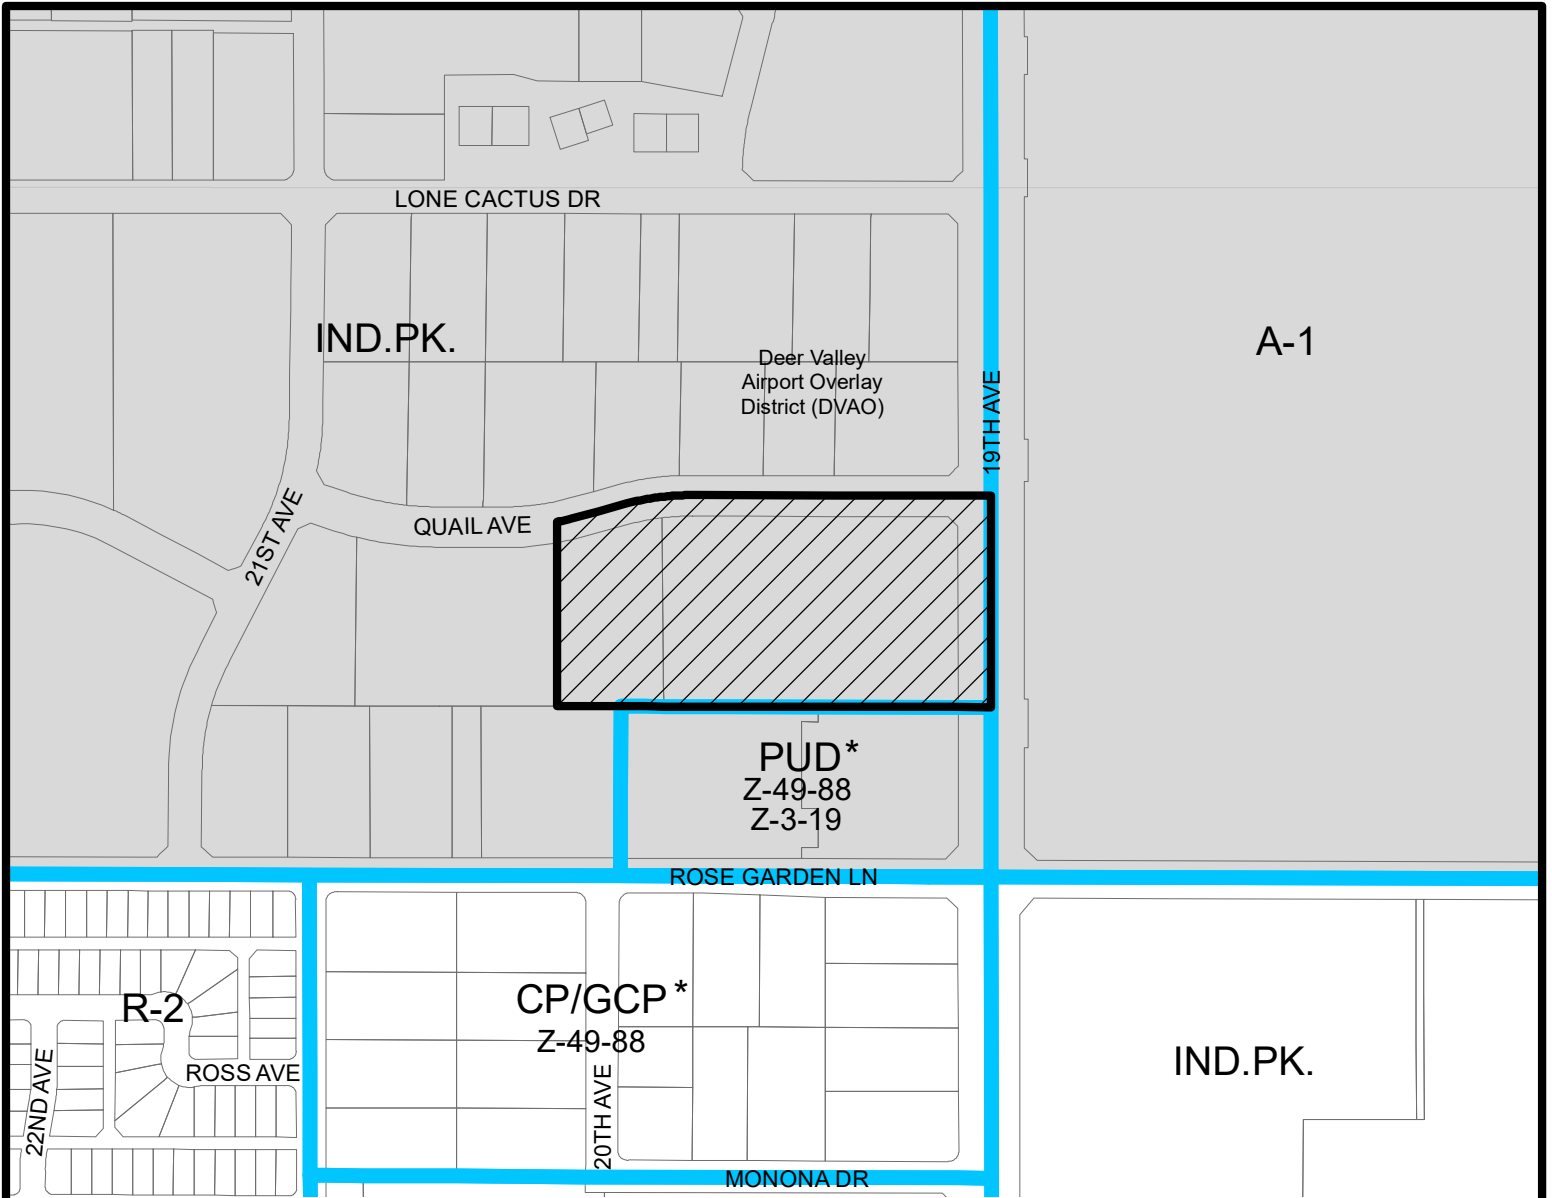 LONE CACTUS DR
IND.PK.
A-1
Deer Valley
Airport Overlay
District (DVAO)
19TH AVE
21ST AVE
QUAIL AVE
PUD*
Z-49-88
Z-3-19
ROSE GARDEN LN
R-2
CP/GCP*
Z-49-88
IND.PK.
ROSS AVE
22ND AVE
20TH AVE
MONONA DR